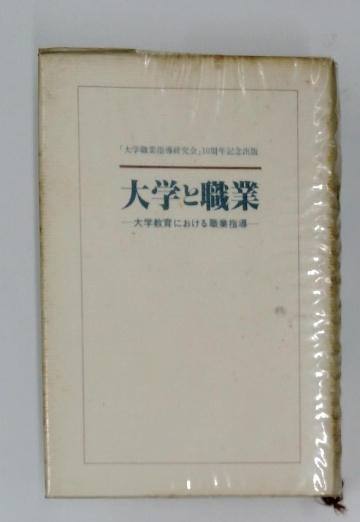 「大学職業指導研究会」10周年記念出版
大学と職業
—大学教育における職業指導—